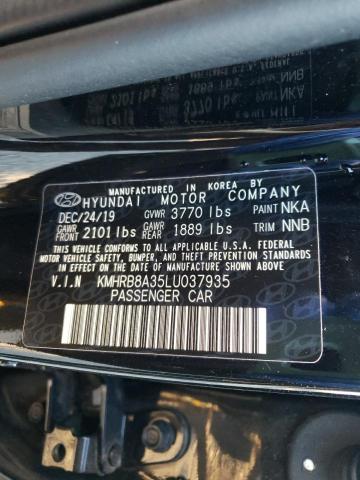 MANUFACTURED IN KOREA BY
HYUNDAI MOTOR COMPANY
DEC/24/19 GVWR 3770 lbs PAINT NKA
GAWR FRONT 2101 lbs GAWR REAR 1889 lbs TRIM NNB
THIS VEHICLE CONFORMS TO ALL APPLICABLE U.S.A. FEDERAL
MOTOR VEHICLE SAFETY, BUMPER, AND THEFT PREVENTION STANDARDS
IN EFFECT ON THE DATE OF MANUFACTURE SHOWN ABOVE.
V.I.N KMHRB8A35LU037935
PASSENGER CAR